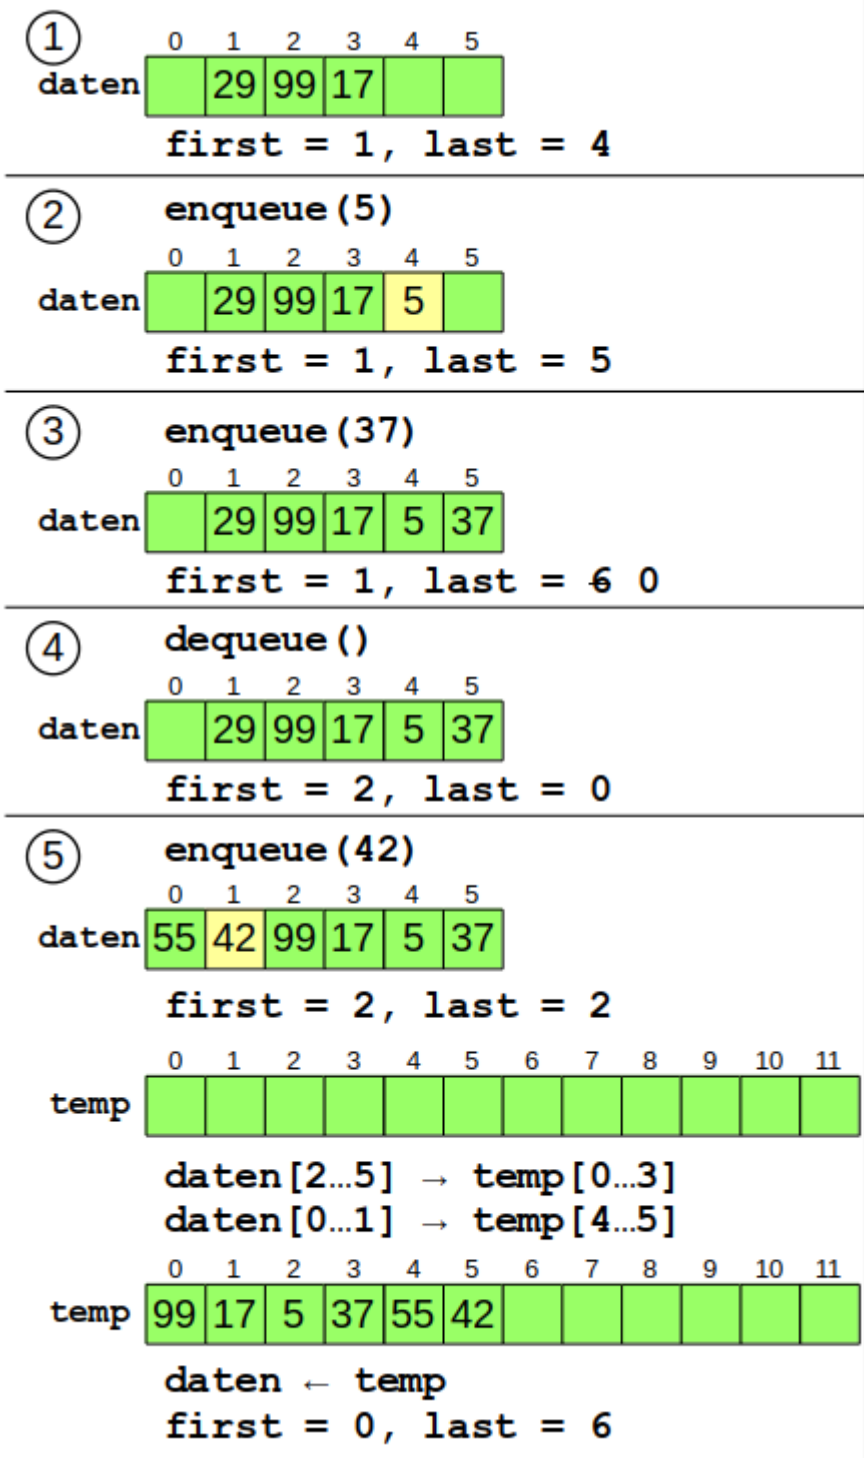 1
0 1 2 3 4 5
daten 29 99 17
first = 1, last = 4
2 enqueue(5)
0 1 2 3 4 5
daten 29 99 17 5
first = 1, last = 5
3 enqueue(37)
0 1 2 3 4 5
daten 29 99 17 5 37
first = 1, last = 6 0
4 dequeue()
0 1 2 3 4 5
daten 29 99 17 5 37
first = 2, last = 0
5 enqueue(42)
0 1 2 3 4 5
daten 55 42 99 17 5 37
first = 2, last = 2
0 1 2 3 4 5 6 7 8 9 10 11
temp
daten[2…5] → temp[0…3]
daten[0…1] → temp[4…5]
0 1 2 3 4 5 6 7 8 9 10 11
temp 99 17 5 37 55 42
daten ← temp
first = 0, last = 6